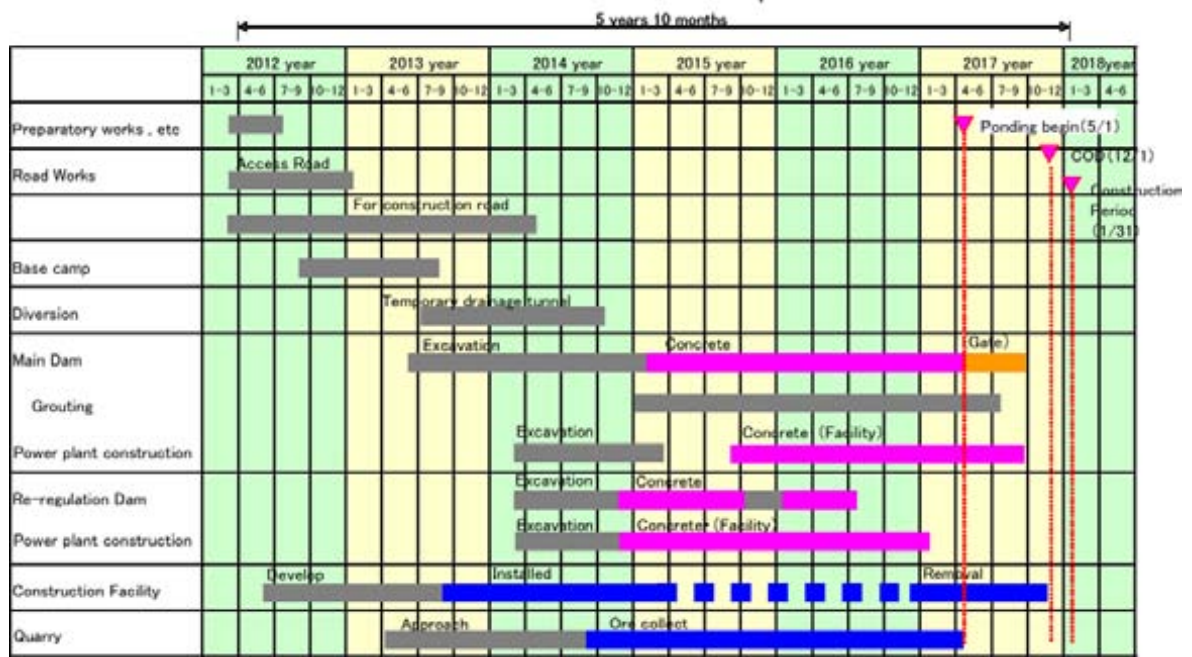 5 years 10 months
2012 year 2013 year 2014 year 2015 year 2016 year 2017 year 2018year
1-3 4-6 7-9 10-12 1-3 4-6 7-9 10-12 1-3 4-6 7-9 10-12 1-3 4-6 7-9 10-12 1-3 4-6 7-9 10-12 1-3 4-6 7-9 10-12 1-3 4-6
Preparatory works , etc
Ponding begin(5/1)
COD(12/1)
Road Works
Access Road
Construction
Period
(1/31)
For construction road
Base camp
Diversion
Temporary drainage tunnel
Main Dam
Excavation Concrete Gate)
Grouting
Power plant construction
Excavation Concrete (Facility)
Re-regulation Dam
Excavation Concrete
Power plant construction
Excavation Concrete (Facility)
Construction Facility
Develop Installed Removal
Quarry
Approach Ore collect